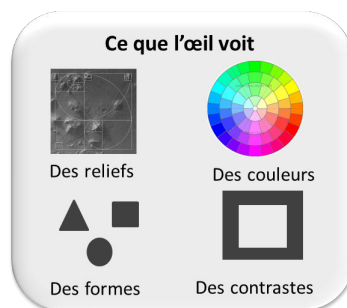 Ce que l’œil voit
Des reliefs
Des couleurs
Des formes
Des contrastes